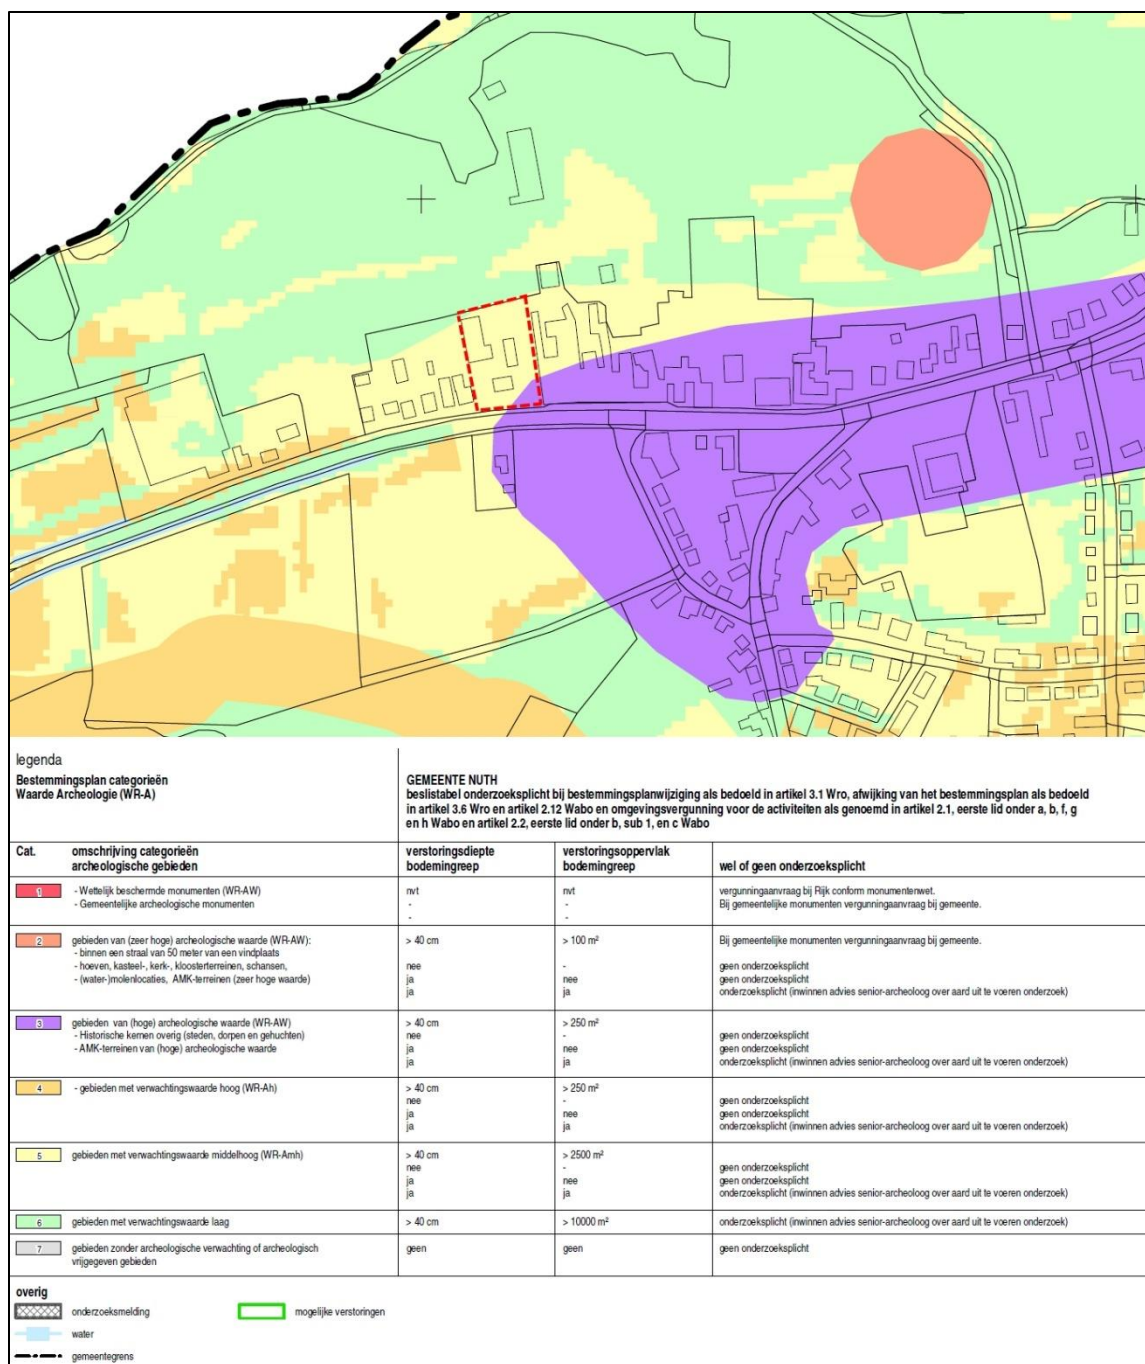 legenda
Bestemmingsplan categorieën
Waarde Archeologie (WR-A)
GEMEENTE NUTH
beslistabel onderzoeksplicht bij bestemmingsplanwijziging als bedoeld in artikel 3.1 Wro, afwijking van het bestemmingsplan als bedoeld
in artikel 3.6 Wro en artikel 2.12 Wabo en omgevingsvergunning voor de activiteiten als genoemd in artikel 2.1, eerste lid onder a, b, f, g
en h Wabo en artikel 2.2, eerste lid onder b, sub 1, en c Wabo
Cat. omschrijving categorieën verstoringsdiepte verstoringsoppervlak
archeologische gebieden bodemingreep bodemingreep wel of geen onderzoeksplicht
1 - Wettelijk beschermde monumenten (WR-AW) nvt nvt vergunningaanvraag bij Rijk conform monumentenwet.
- Gemeentelijke archeologische monumenten - - Bij gemeentelijke monumenten vergunningaanvraag bij gemeente.
- -
2 gebieden van (zeer hoge) archeologische waarde (WR-AW): > 40 cm > 100 m² Bij gemeentelijke monumenten vergunningaanvraag bij gemeente.
- binnen een straal van 50 meter van een vindplaats
- hoeven, kasteel-, kerk-, kloosterterreinen, schansen, nee - geen onderzoeksplicht
- (water-)molenlocaties, AMK-terreinen (zeer hoge waarde) ja nee geen onderzoeksplicht
ja ja onderzoeksplicht (inwinnen advies senior-archeoloog over aard uit te voeren onderzoek)
3 gebieden van (hoge) archeologische waarde (WR-AW) > 40 cm > 250 m²
- Historische kernen overig (steden, dorpen en gehuchten) nee - geen onderzoeksplicht
- AMK-terreinen van (hoge) archeologische waarde ja nee geen onderzoeksplicht
ja ja onderzoeksplicht (inwinnen advies senior-archeoloog over aard uit te voeren onderzoek)
4 - gebieden met verwachtingswaarde hoog (WR-Ah) > 40 cm > 250 m²
nee - geen onderzoeksplicht
ja nee geen onderzoeksplicht
ja ja onderzoeksplicht (inwinnen advies senior-archeoloog over aard uit te voeren onderzoek)
5 gebieden met verwachtingswaarde middelhoog (WR-Amh) > 40 cm > 2500 m²
nee - geen onderzoeksplicht
ja nee geen onderzoeksplicht
ja ja onderzoeksplicht (inwinnen advies senior-archeoloog over aard uit te voeren onderzoek)
6 gebieden met verwachtingswaarde laag > 40 cm > 10000 m² onderzoeksplicht (inwinnen advies senior-archeoloog over aard uit te voeren onderzoek)
7 gebieden zonder archeologische verwachting of archeologisch geen geen geen onderzoeksplicht
vrijgegeven gebieden
overig
onderzoeksmelding mogelijke verstoringen
water
gemeentegrens